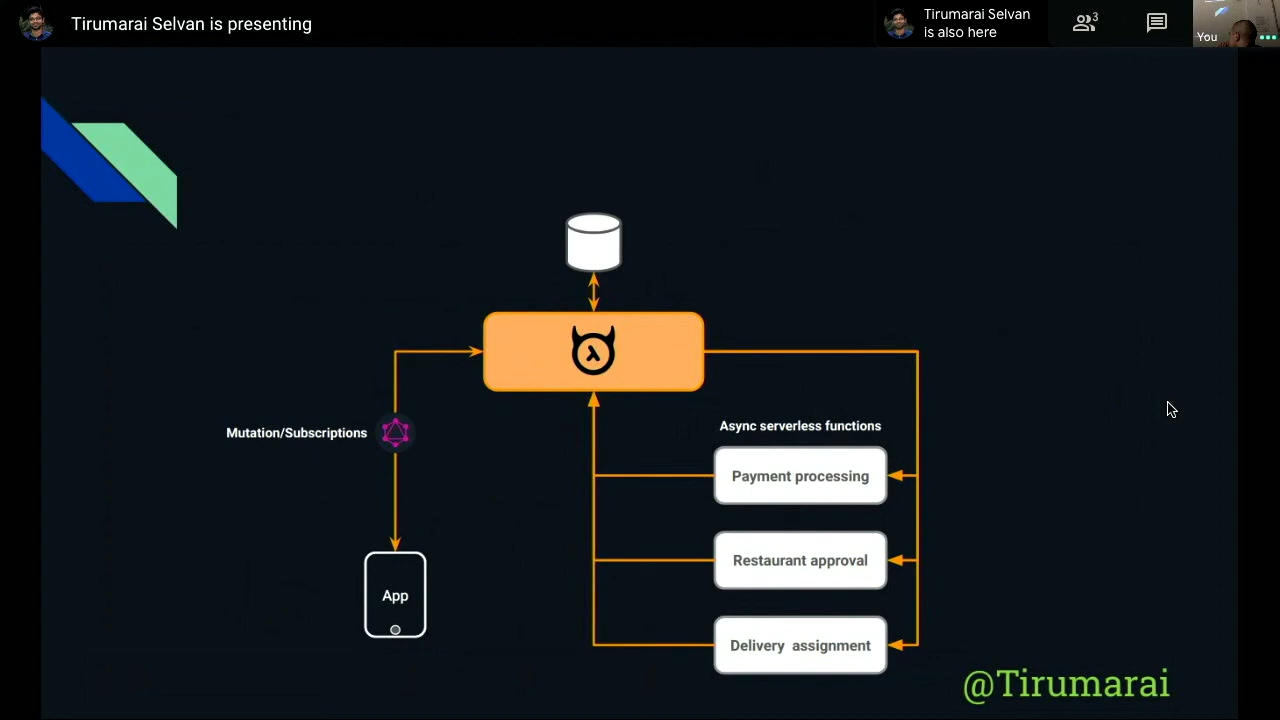 Tirumarai Selvan is presenting
Tirumarai Selvan
is also here
3
You
Mutation/Subscriptions
Async serverless functions
Payment processing
Restaurant approval
App
Delivery assignment
@Tirumarai